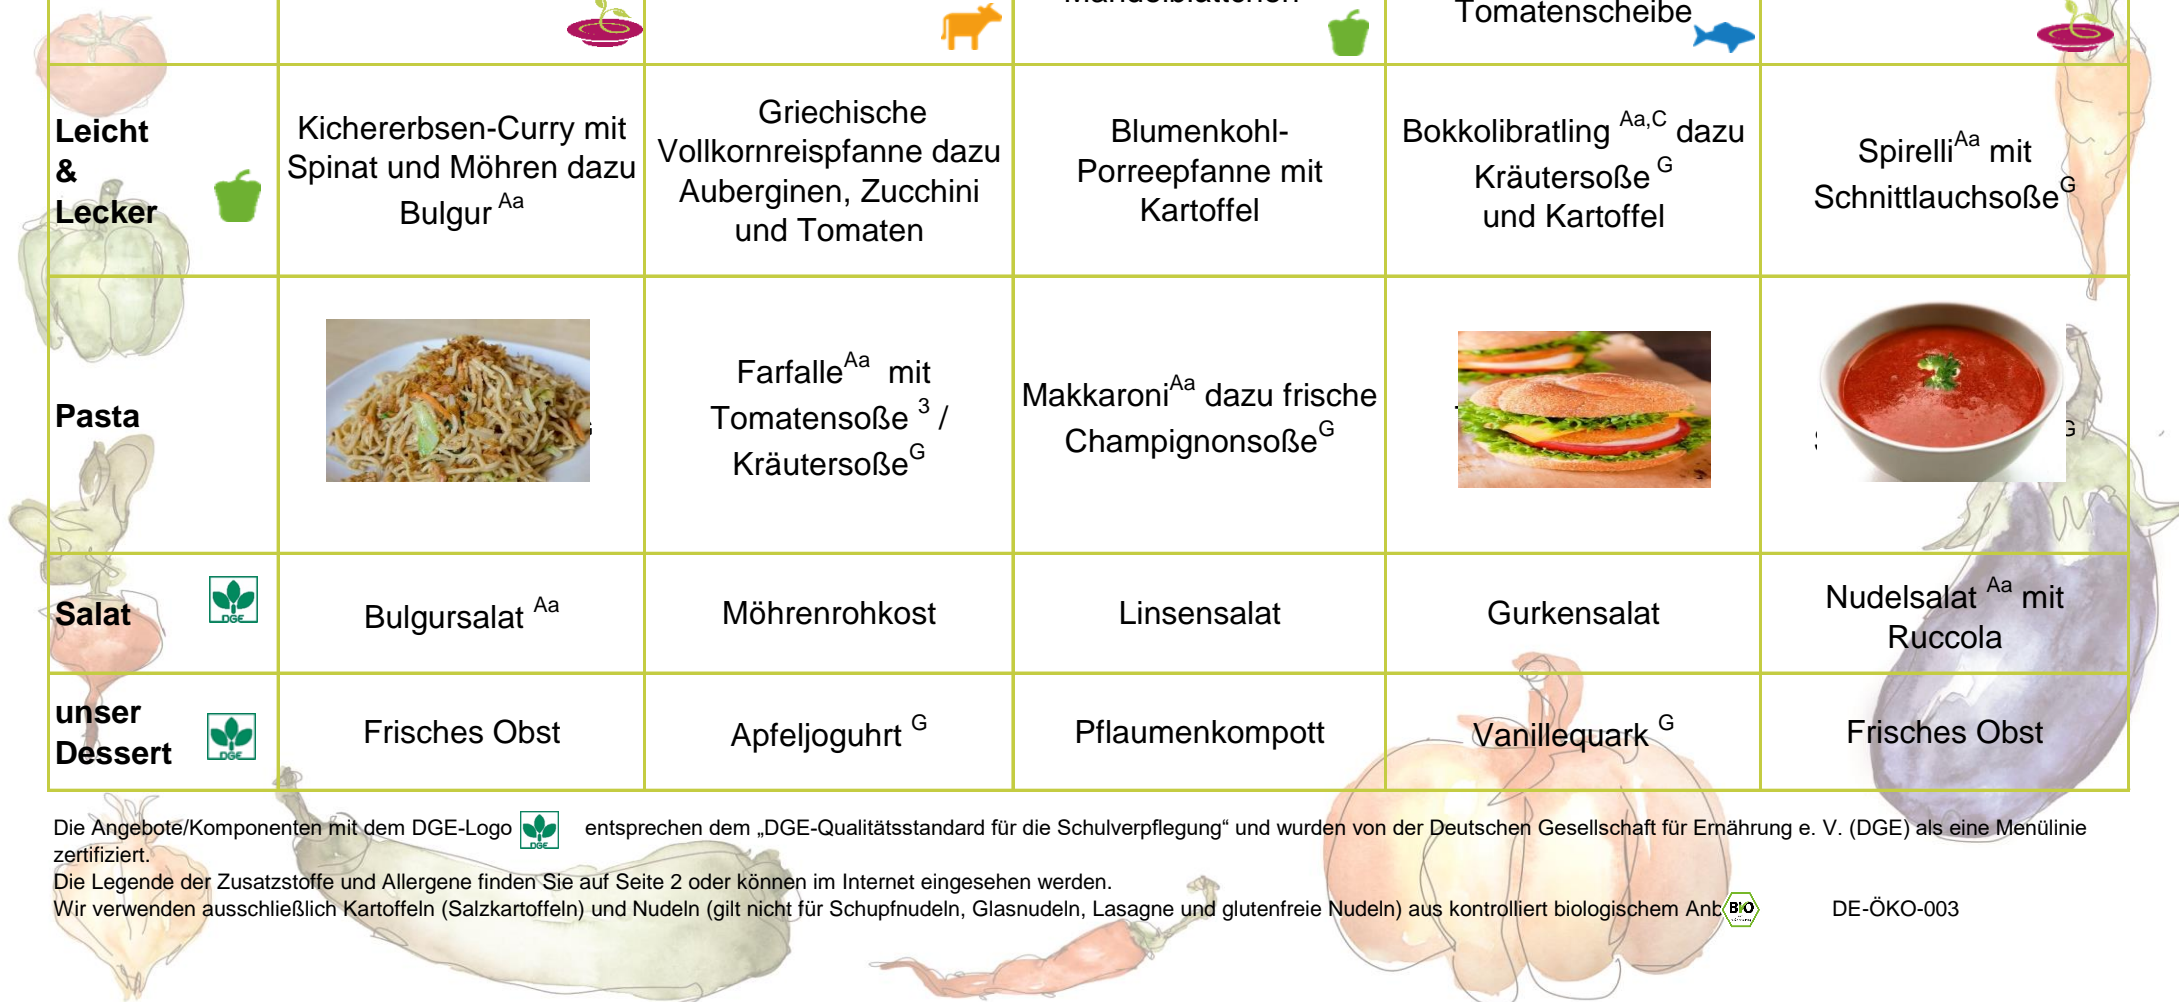 Tomatenscheibe
Leicht
&
Lecker
Kichererbsen-Curry mit
Spinat und Möhren dazu
Bulgur Aa
Griechische
Vollkornreispfanne dazu
Auberginen, Zucchini
und Tomaten
Blumenkohl-
Porreepfanne mit
Kartoffel
Bokkolibratling Aa,C dazu
Kräutersoße G
und Kartoffel
SpirelliAa mit
SchnittlauchsoßeG
Pasta
G
FarfalleAa mit
Tomatensoße 3 /
KräutersoßeG
MakkaroniAa dazu frische
ChampignonsoßeG
G
Salat
DGE
Bulgursalat Aa
Möhrenrohkost
Linsensalat
Gurkensalat
Nudelsalat Aa mit
Ruccola
unser
Dessert
DGE
Frisches Obst
Apfeljoguhrt G
Pflaumenkompott
Vanillequark G
Frisches Obst
Die Angebote/Komponenten mit dem DGE-Logo DGE entsprechen dem „DGE-Qualitätsstandard für die Schulverpflegung“ und wurden von der Deutschen Gesellschaft für Ernährung e. V. (DGE) als eine Menülinie
zertifiziert.
Die Legende der Zusatzstoffe und Allergene finden Sie auf Seite 2 oder können im Internet eingesehen werden.
Wir verwenden ausschließlich Kartoffeln (Salzkartoffeln) und Nudeln (gilt nicht für Schupfnudeln, Glasnudeln, Lasagne und glutenfreie Nudeln) aus kontrolliert biologischem Anb BIO DE-ÖKO-003